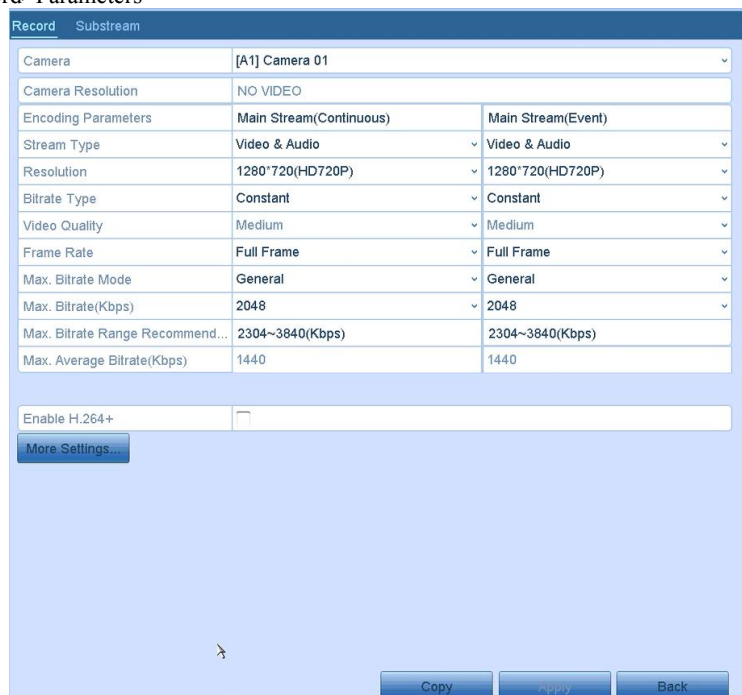 Parameters
Record Substream
Camera [A1] Camera 01
Camera Resolution NO VIDEO
Encoding Parameters Main Stream(Continuous) Main Stream(Event)
Stream Type Video & Audio Video & Audio
Resolution 1280*720(HD720P) 1280*720(HD720P)
Bitrate Type Constant Constant
Video Quality Medium Medium
Frame Rate Full Frame Full Frame
Max. Bitrate Mode General General
Max. Bitrate(Kbps) 2048 2048
Max. Bitrate Range Recommend... 2304~3840(Kbps) 2304~3840(Kbps)
Max. Average Bitrate(Kbps) 1440 1440
Enable H.264+
More Settings...
Copy Apply Back